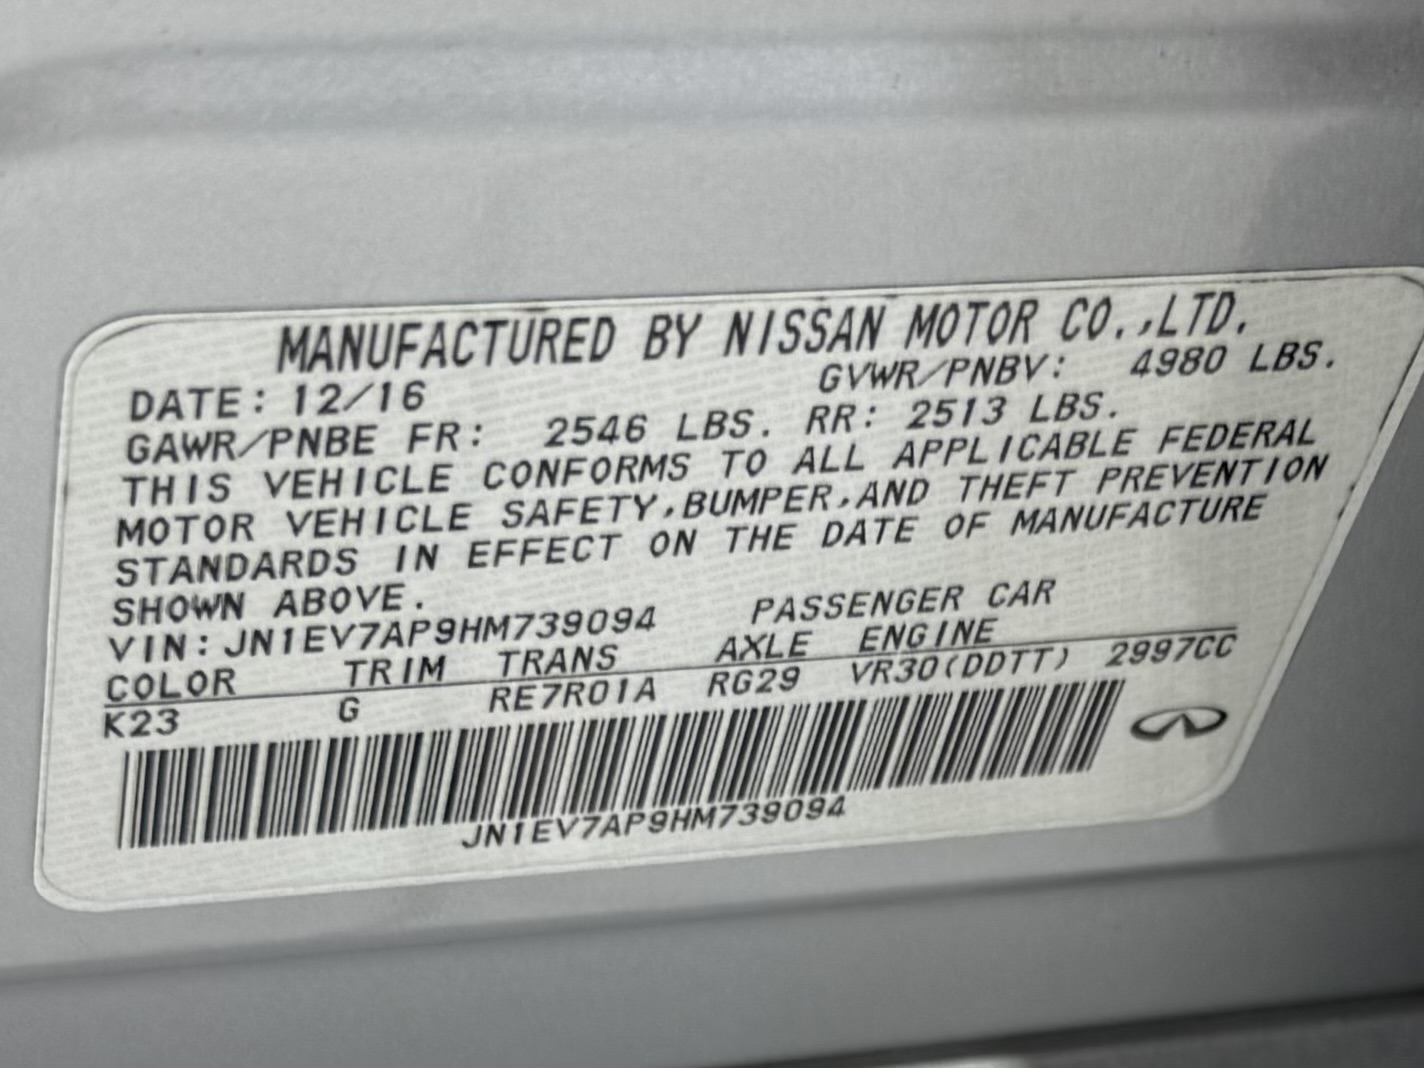 MANUFACTURED BY NISSAN MOTOR CO.,LTD.
DATE: 12/16 GVWR/PNBV: 4980 LBS.
GAWR/PNBE FR: 2546 LBS. RR: 2513 LBS.
THIS VEHICLE CONFORMS TO ALL APPLICABLE FEDERAL
MOTOR VEHICLE SAFETY,BUMPER,AND THEFT PREVENTION
STANDARDS IN EFFECT ON THE DATE OF MANUFACTURE
SHOWN ABOVE.
VIN: JN1EV7AP9HM739094 PASSENGER CAR
COLOR TRIM TRANS AXLE ENGINE
K23 G RE7R01A RG29 VR30(DDTT) 2997CC
JN1EV7AP9HM739094